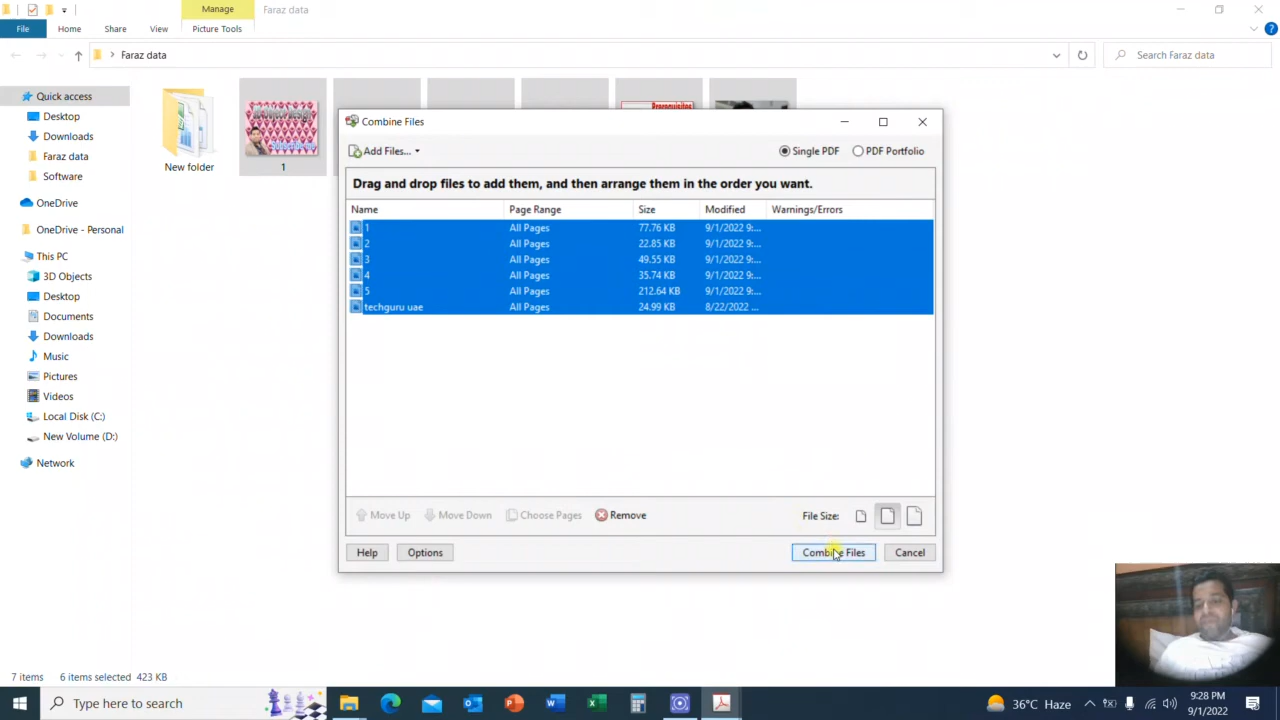 Manage
Faraz data
File
Home
Share
View
Picture Tools
Faraz data
Search Faraz data
Quick access
Desktop
Downloads
Faraz data
Software
OneDrive
OneDrive - Personal
This PC
3D Objects
Desktop
Documents
Downloads
Music
Pictures
Videos
Local Disk (C:)
New Volume (D:)
Network
New folder
1
Prerequisites
Combine Files
Add Files...
Single PDF
PDF Portfolio
Drag and drop files to add them, and then arrange them in the order you want.
Name Page Range Size Modified Warnings/Errors
1 All Pages 77.76 KB 9/1/2022 9:...
2 All Pages 22.85 KB 9/1/2022 9:...
3 All Pages 49.55 KB 9/1/2022 9:...
4 All Pages 35.74 KB 9/1/2022 9:...
5 All Pages 212.64 KB 9/1/2022 9:...
techguru uae All Pages 24.99 KB 8/22/2022 ...
Move Up
Move Down
Choose Pages
Remove
File Size:
Help
Options
Combine Files
Cancel
7 items 6 items selected 423 KB
Type here to search
36°C Haze
9:28 PM
9/1/2022